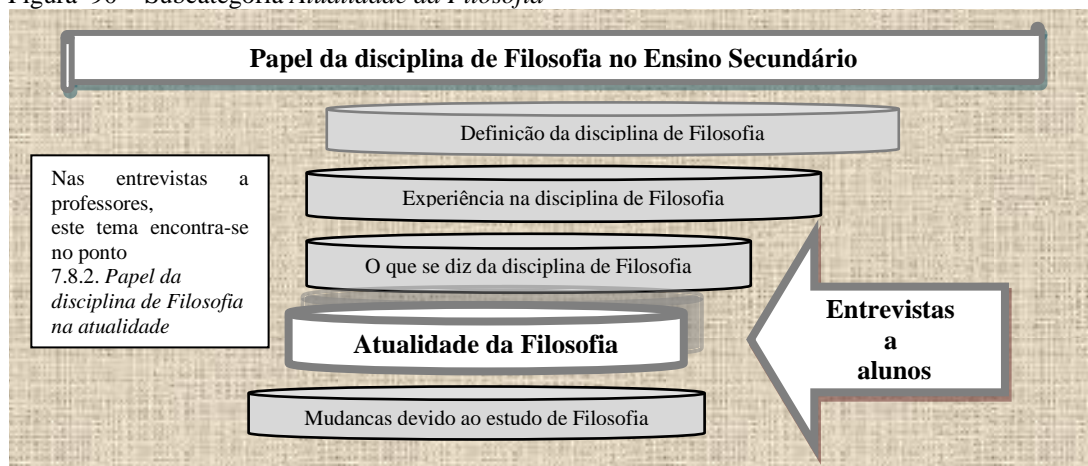 Figura 90 – Subcategoria Atualidade da Filosofia
Papel da disciplina de Filosofia no Ensino Secundário
Definição da disciplina de Filosofia
Nas entrevistas a
professores,
este tema encontra-se
no ponto
7.8.2. Papel da
disciplina de Filosofia
na atualidade
Experiência na disciplina de Filosofia
O que se diz da disciplina de Filosofia
Atualidade da Filosofia
Mudanças devido ao estudo de Filosofia
Entrevistas
a
alunos